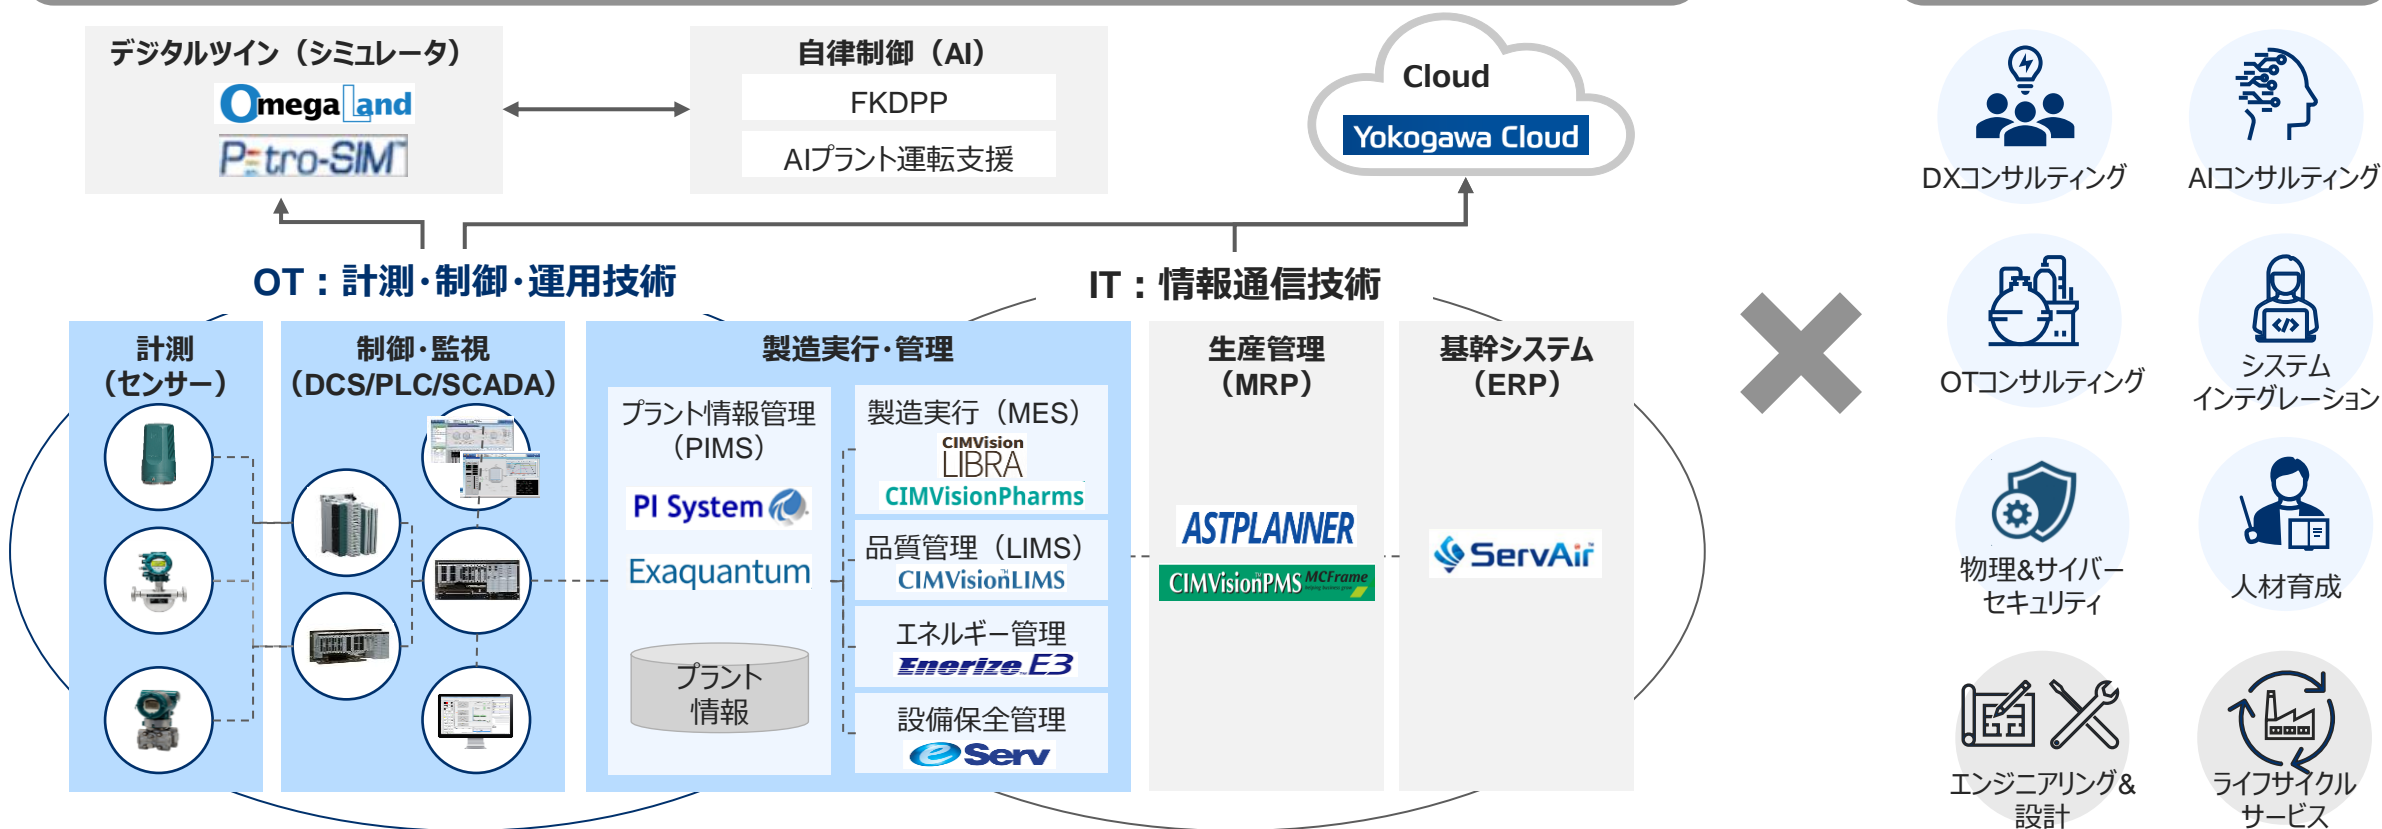 デジタルツイン（シミュレータ）
OmegaLand
Petro-SIM™
自律制御（AI）
FKDPP
AIプラント運転支援
Cloud
Yokogawa Cloud
OT：計測・制御・運用技術
IT：情報通信技術
計測
（センサー）
制御・監視
（DCS/PLC/SCADA）
製造実行・管理
プラント情報管理
（PIMS）
PI System
Exaquantum
プラント
情報
製造実行（MES）
CIMVision
LIBRA
CIMVisionPharms
品質管理（LIMS）
CIMVisionLIMS
エネルギー管理
Enerize E3
設備保全管理
eServ
生産管理
（MRP）
ASTPLANNER
CIMVisionPMS MCFrame
基幹システム
（ERP）
ServAir
DXコンサルティング
AIコンサルティング
OTコンサルティング
システム
インテグレーション
物理&サイバー
セキュリティ
人材育成
エンジニアリング&
設計
ライフサイクル
サービス